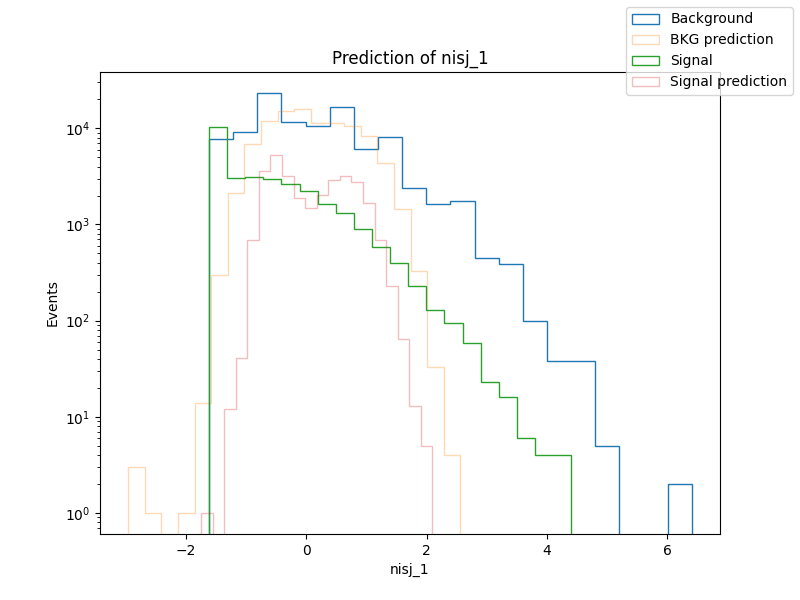 Prediction of nisj_1
Background
BKG prediction
Signal
Signal prediction
Events
10⁴
10³
10²
10¹
10⁰
−2
0
2
4
6
nisj_1